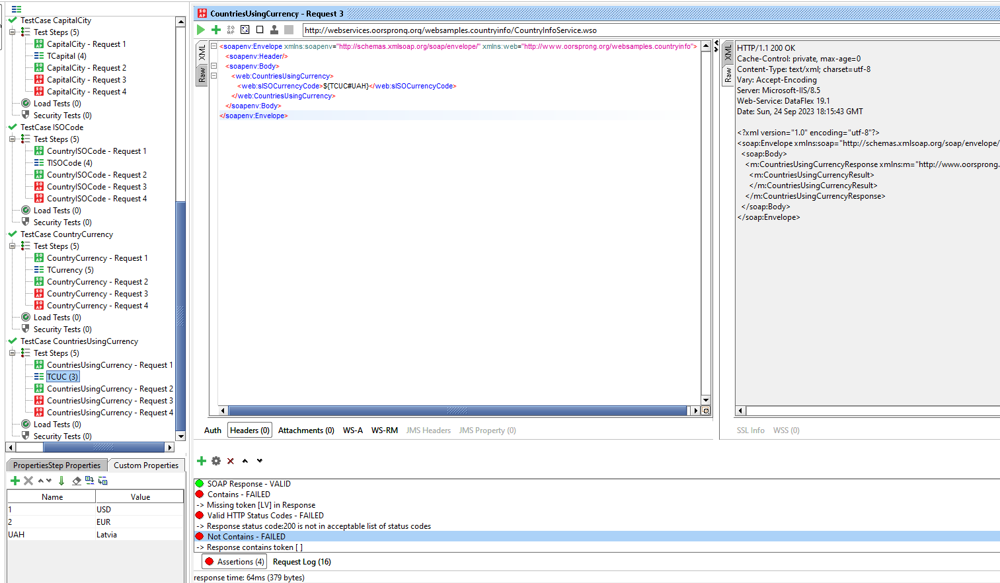 TestCase CapitalCity
Test Steps (5)
CapitalCity - Request 1
TCapital (4)
CapitalCity - Request 2
CapitalCity - Request 3
CapitalCity - Request 4
Load Tests (0)
Security Tests (0)
TestCase ISOCode
Test Steps (5)
CountryISOCode - Request 1
TISOCode (4)
CountryISOCode - Request 2
CountryISOCode - Request 3
CountryISOCode - Request 4
Load Tests (0)
Security Tests (0)
TestCase CountryCurrency
Test Steps (5)
CountryCurrency - Request 1
TCurrency (5)
CountryCurrency - Request 2
CountryCurrency - Request 3
CountryCurrency - Request 4
Load Tests (0)
Security Tests (0)
TestCase CountriesUsingCurrency
Test Steps (5)
CountriesUsingCurrency - Request 1
TCUC (3)
CountriesUsingCurrency - Request 2
CountriesUsingCurrency - Request 3
CountriesUsingCurrency - Request 4
Load Tests (0)
Security Tests (0)
PropertiesStep Properties Custom Properties
Name Value
1 USD
2 EUR
UAH Latvia
CountriesUsingCurrency - Request 3
http://webservices.oorsprong.org/websamples.countryinfo/CountryInfoService.wso
XML
Raw
<soapenv:Envelope xmlns:soapenv="http://schemas.xmlsoap.org/soap/envelope/" xmlns:web="http://www.oorsprong.org/websamples.countryinfo">
<soapenv:Header/>
<soapenv:Body>
<web:CountriesUsingCurrency>
<web:sISOCurrencyCode>${TCUC#UAH}</web:sISOCurrencyCode>
</web:CountriesUsingCurrency>
</soapenv:Body>
</soapenv:Envelope>
Auth Headers (0) Attachments (0) WS-A WS-RM JMS Headers JMS Property (0)
XML
Raw
HTTP/1.1 200 OK
Cache-Control: private, max-age=0
Content-Type: text/xml; charset=utf-8
Vary: Accept-Encoding
Server: Microsoft-IIS/8.5
Web-Service: DataFlex 19.1
Date: Sun, 24 Sep 2023 18:15:43 GMT
<?xml version="1.0" encoding="utf-8"?>
<soap:Envelope xmlns:soap="http://schemas.xmlsoap.org/soap/envelope/
<soap:Body>
<m:CountriesUsingCurrencyResponse xmlns:m="http://www.oorsprong.
<m:CountriesUsingCurrencyResult>
</m:CountriesUsingCurrencyResult>
</m:CountriesUsingCurrencyResponse>
</soap:Body>
</soap:Envelope>
SSL Info WSS (0)
SOAP Response - VALID
Contains - FAILED
-> Missing token [LV] in Response
Valid HTTP Status Codes - FAILED
-> Response status code:200 is not in acceptable list of status codes
Not Contains - FAILED
-> Response contains token [ ]
Assertions (4) Request Log (16)
response time: 64ms (379 bytes)